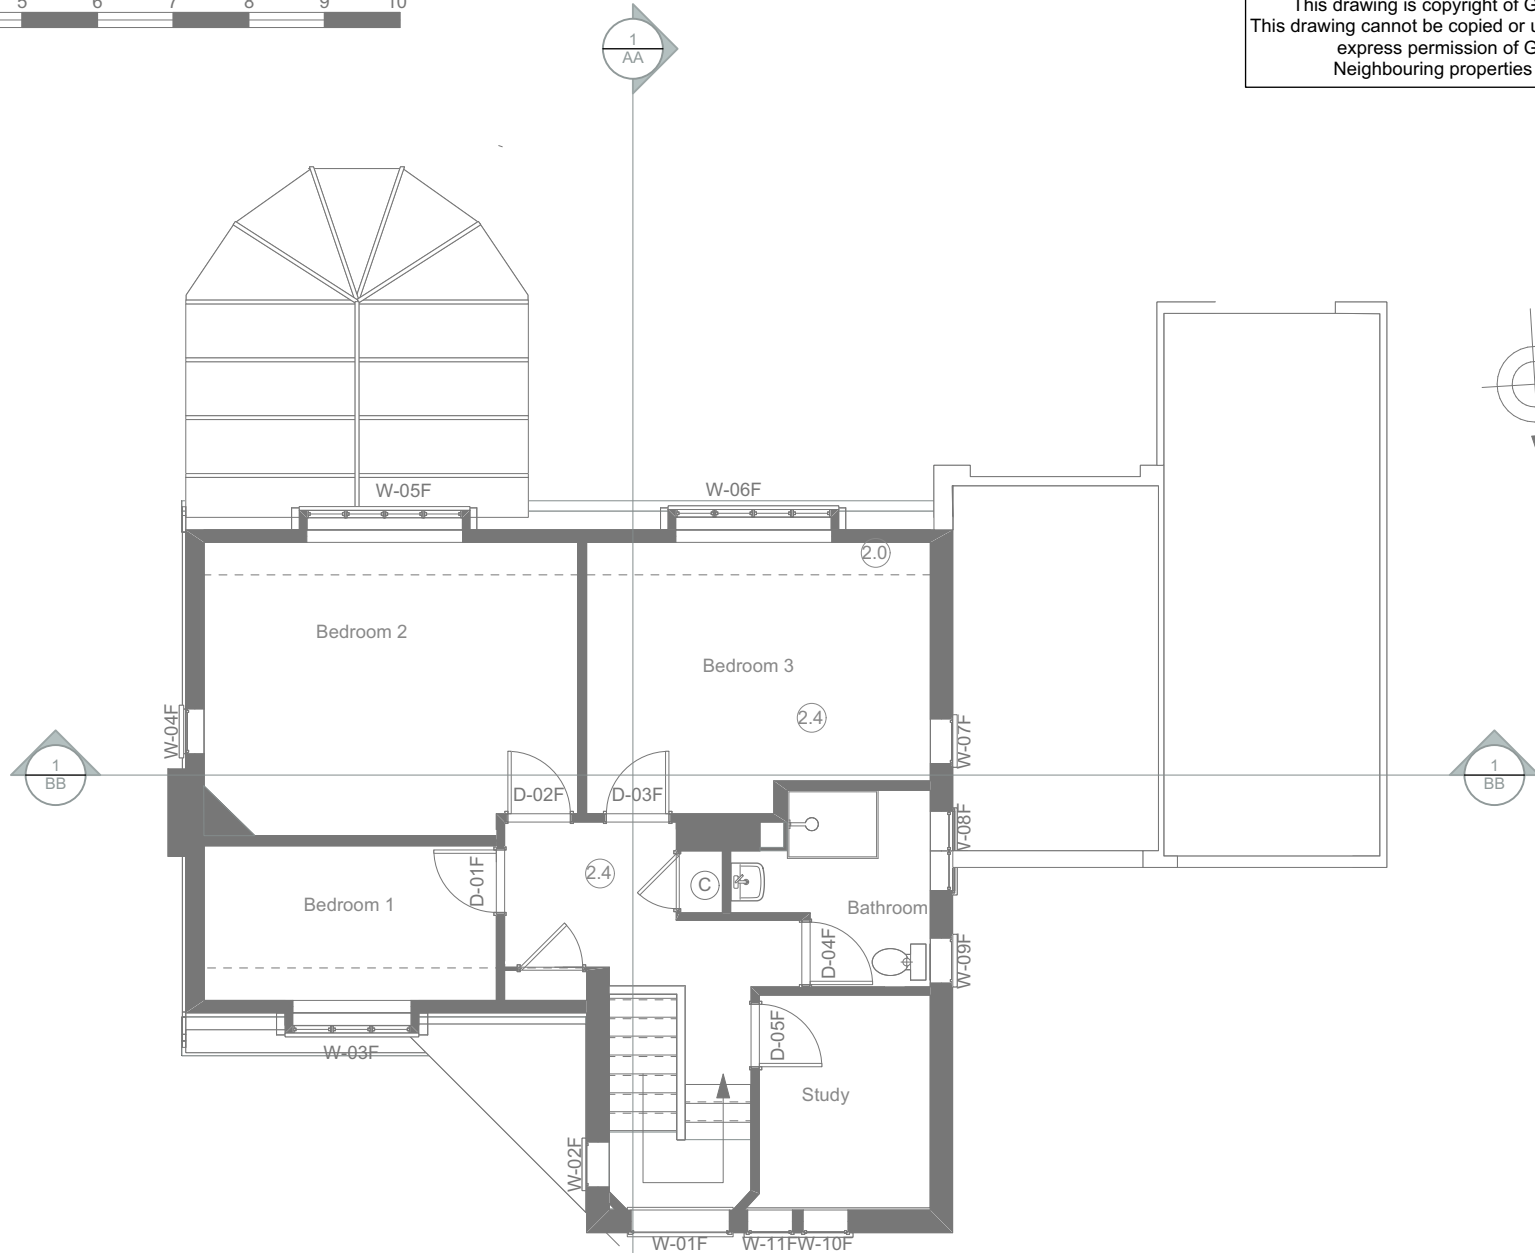 5 6 7 8 9 10
This drawing is copyright of G
This drawing cannot be copied or u
express permission of G
Neighbouring properties
1
AA
W-05F
W-06F
2.0
Bedroom 2
Bedroom 3
2.4
W-04F
W-07F
1
BB
1
BB
D-02F
D-03F
W-08F
D-01F
2.4
C
Bedroom 1
Bathroom
D-04F
W-09F
D-05F
W-03F
Study
W-02F
W-01F
W-11F
W-10F